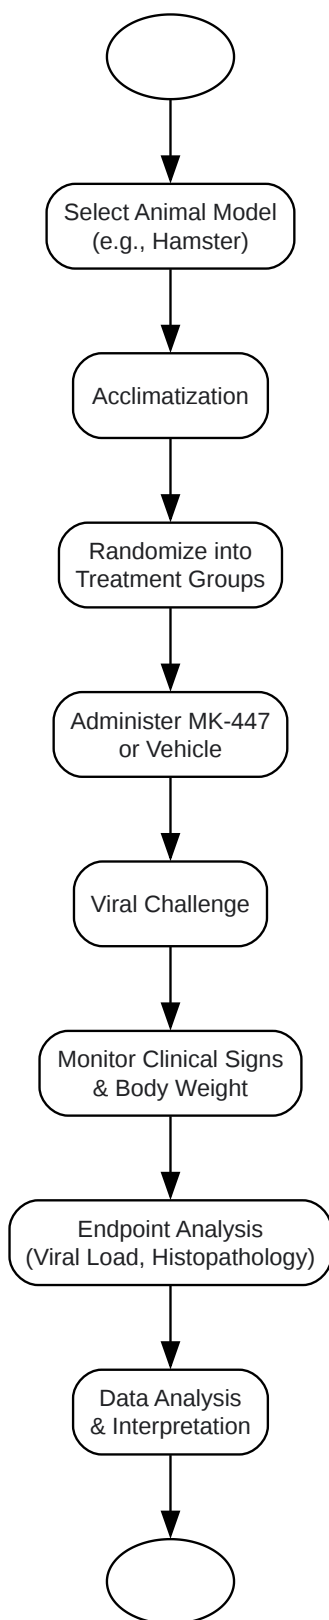 Select Animal Model
(e.g., Hamster)
Acclimatization
Randomize into
Treatment Groups
Administer MK-447
or Vehicle
Viral Challenge
Monitor Clinical Signs
& Body Weight
Endpoint Analysis
(Viral Load, Histopathology)
Data Analysis
& Interpretation